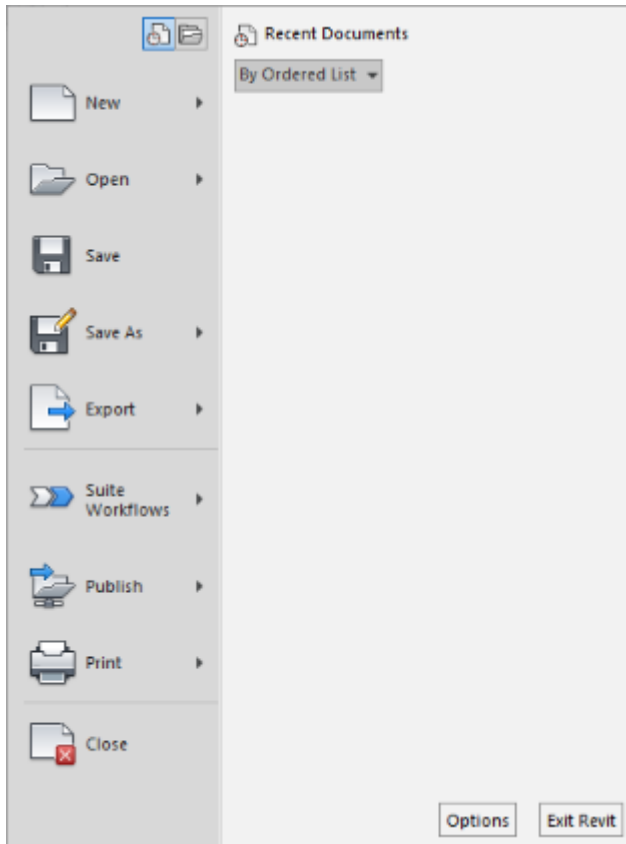 Recent Documents
By Ordered List
New
Open
Save
Save As
Export
Suite
Workflows
Publish
Print
Close
Options
Exit Revit